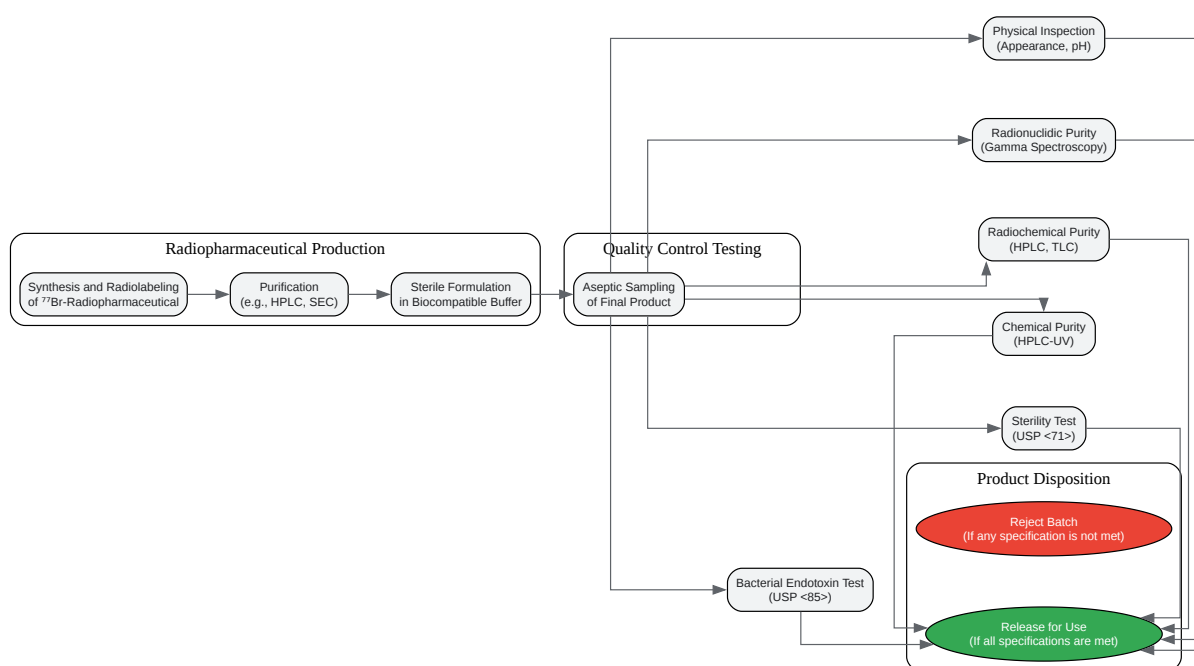 Physical Inspection
(Appearance, pH)
Radionuclidic Purity
(Gamma Spectroscopy)
Radiopharmaceutical Production
Quality Control Testing
Radiochemical Purity
(HPLC, TLC)
Synthesis and Radiolabeling
of ⁷⁷Br-Radiopharmaceutical
Purification
(e.g., HPLC, SEC)
Sterile Formulation
in Biocompatible Buffer
Aseptic Sampling
of Final Product
Chemical Purity
(HPLC-UV)
Sterility Test
(USP <71>)
Product Disposition
Reject Batch
(If any specification is not met)
Bacterial Endotoxin Test
(USP <85>)
Release for Use
(If all specifications are met)